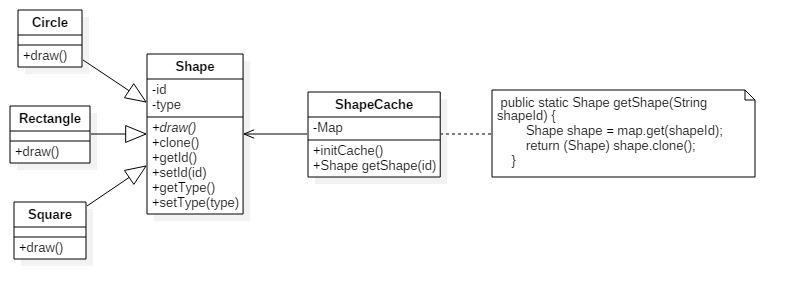 Circle
+draw()
Rectangle
+draw()
Square
+draw()
Shape
-id
-type
+draw()
+clone()
+getId()
+setId(id)
+getType()
+setType(type)
ShapeCache
-Map
+initCache()
+Shape getShape(id)
public static Shape getShape(String
shapeId) {
Shape shape = map.get(shapeId);
return (Shape) shape.clone();
}